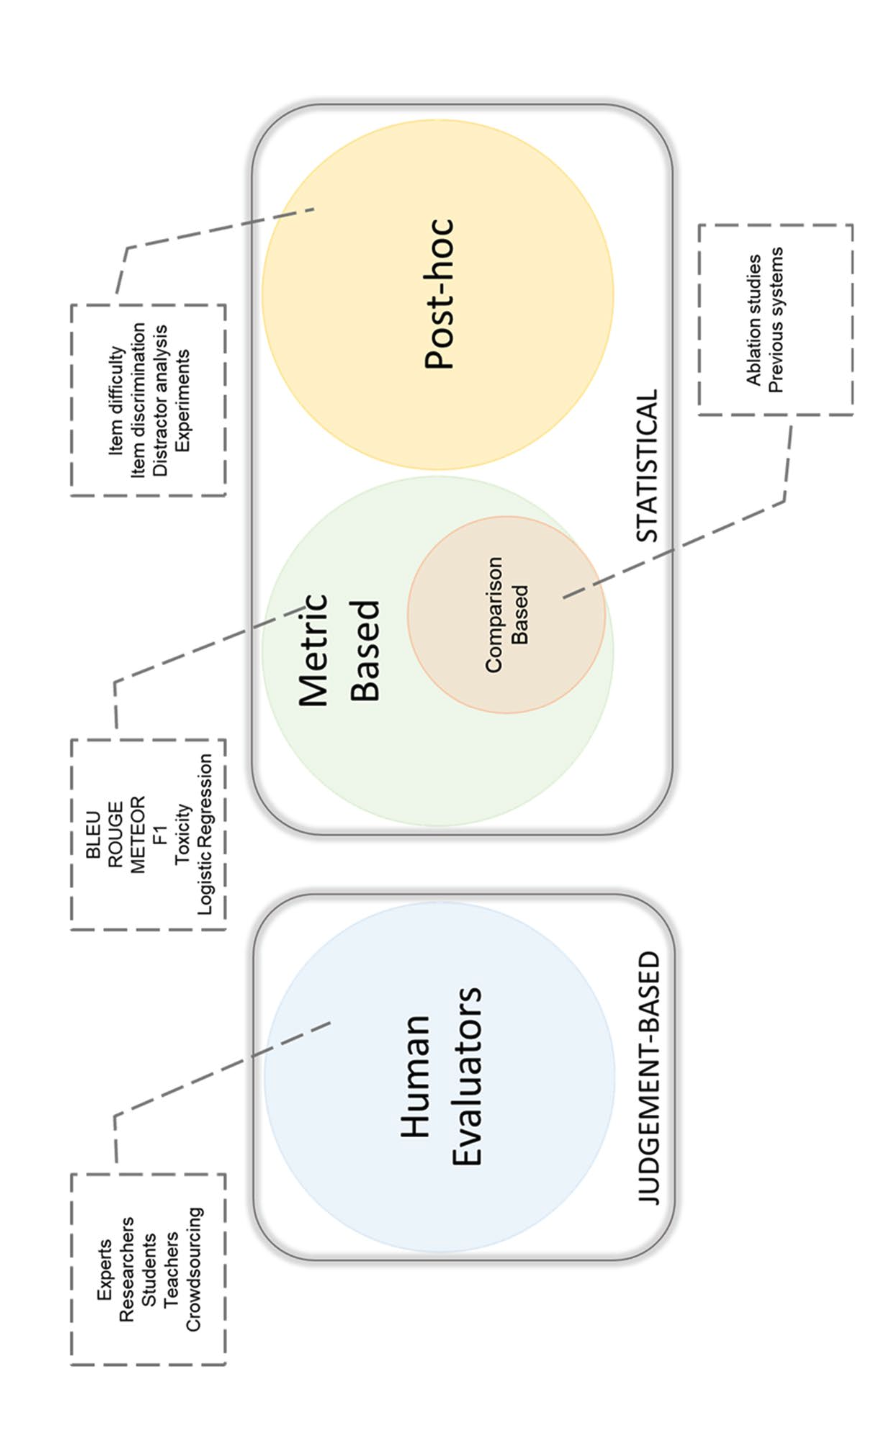 Experts
Researchers
Students
Teachers
Crowdsourcing
BLEU
ROUGE
METEOR
F1
Toxicity
Logistic Regression
Item difficulty
Item discrimination
Distractor analysis
Experiments
Human
Evaluators
JUDGEMENT-BASED
Metric
Based
Comparison
Based
Post-hoc
STATISTICAL
Ablation studies
Previous systems